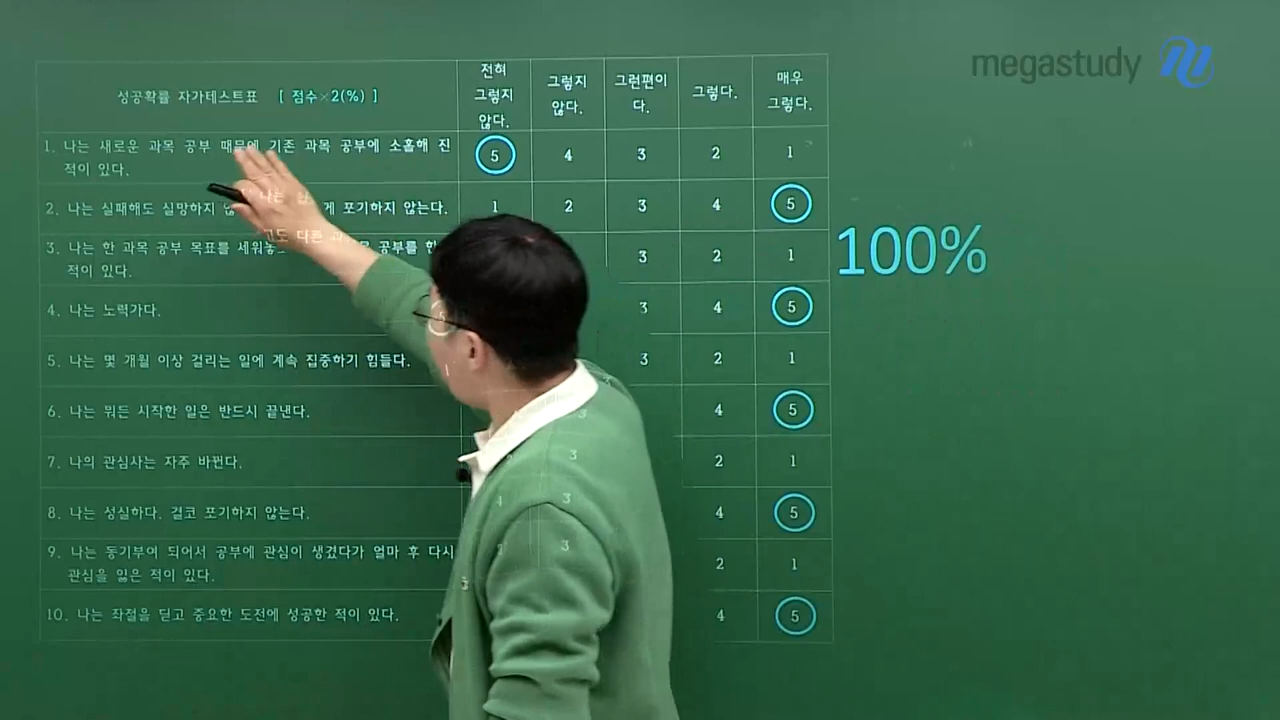 megastudy
성공확률 자가테스트표 [ 점수×2(%) ]
전혀
그렇지
않다.
그렇지
않다.
그런편이
다.
그렇다.
매우
그렇다.
1. 나는 새로운 과목 공부 때문에 기존 과목 공부에 소홀해 진
적이 있다.
5 4 3 2 1
2. 나는 실패해도 실망하지 게 포기하지 않는다.
1 2 3 4 5
3. 나는 한 과목 공부 목표를 공부를
적이 있다.
3 2 1
100%
4. 나는 노력가다.
3 4 5
5. 나는 몇 개월 이상 걸리는 일에 계속 집중하기 힘들다.
3 2 1
6. 나는 뭐든 시작한 일은 반드시 끝낸다.
3 4 5
7. 나의 관심사는 자주 바뀐다.
3 2 1
8. 나는 성실하다. 결코 포기하지 않는다.
4 3 4 5
9. 나는 동기부여 되어서 공부에 관심이 생겼다가 얼마 후 다시
관심을 잃은 적이 있다.
3 2 1
10. 나는 좌절을 딛고 중요한 도전에 성공한 적이 있다.
3 4 5